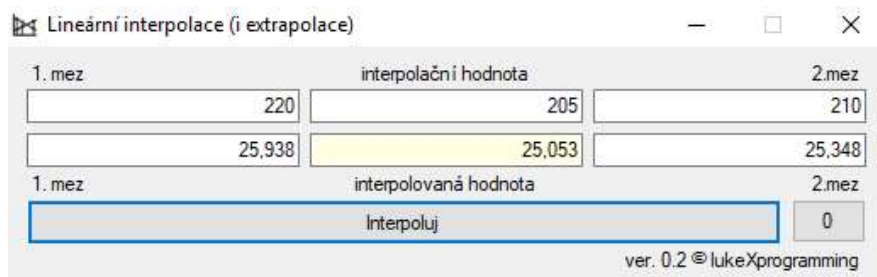 Lineární interpolace (i extrapolace)
1. mez interpolační hodnota 2.mez
220 205 210
25,938 25,053 25,348
1. mez interpolovaná hodnota 2.mez
Interpoluj 0
ver. 0.2 © lukeXprogramming